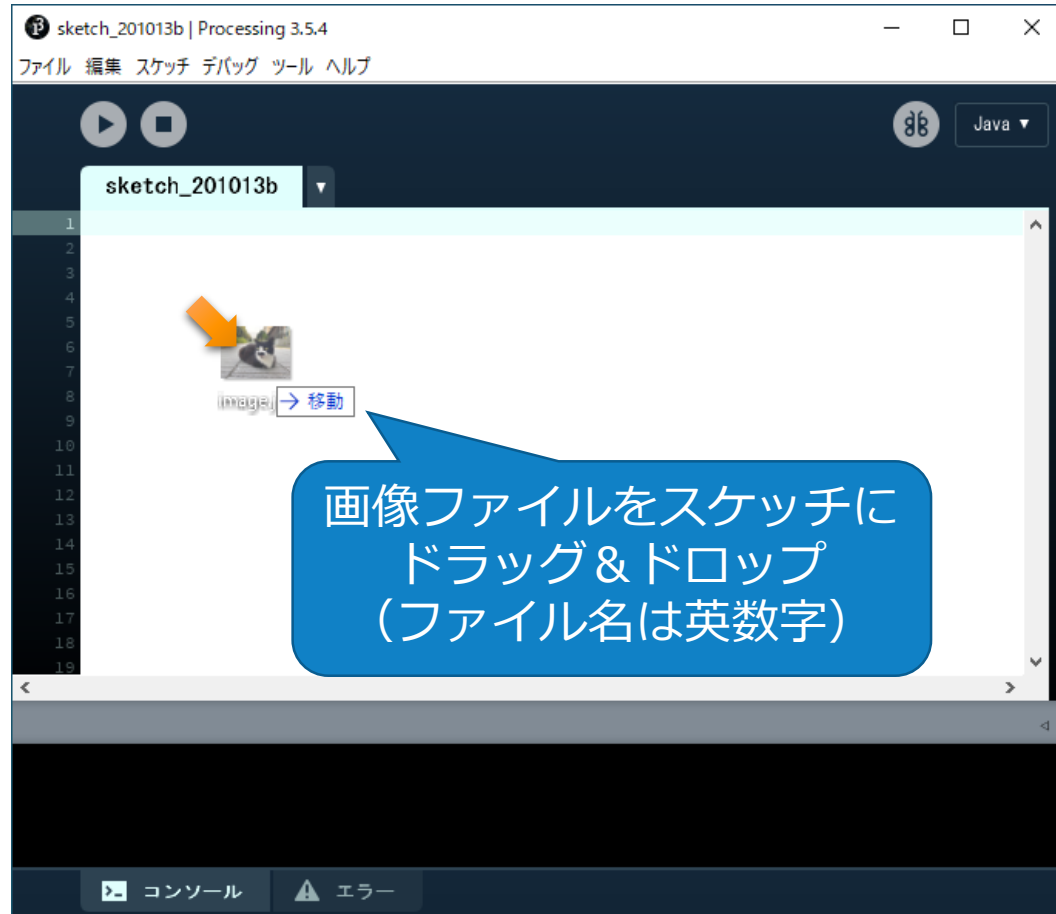 sketch_201013b | Processing 3.5.4
ファイル 編集 スケッチ デバッグ ツール ヘルプ
Java ▼
sketch_201013b ▼
1
2
3
4
5
6
7
8
9
10
11
12
13
14
15
16
17
18
19
→ 移動
画像ファイルをスケッチに
ドラッグ＆ドロップ
（ファイル名は英数字）
コンソール エラー